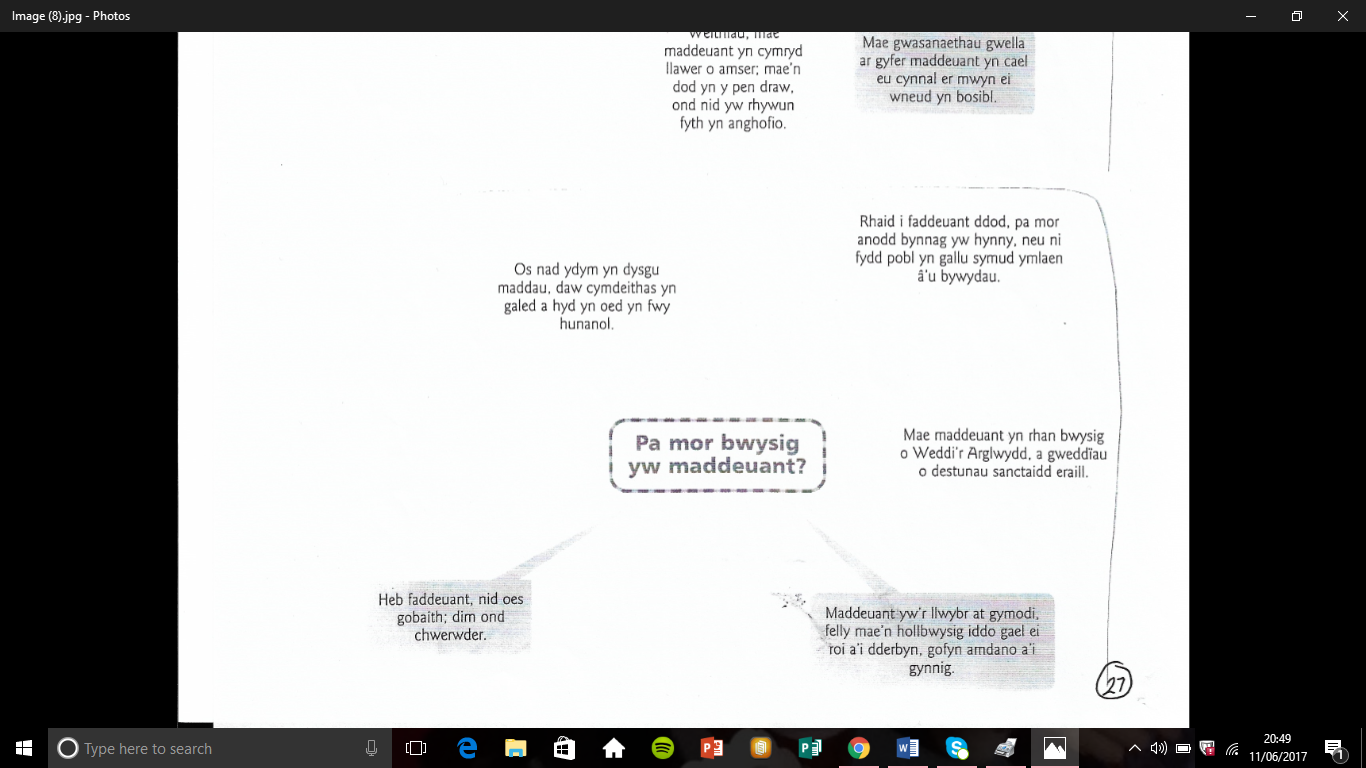 Image (8).jpg - Photos
Weithiau, mae
maddeuant yn cymryd
llawer o amser; mae'n
dod yn y pen draw,
ond nid yw rhywun
fyth yn anghofio.
Mae gwasanaethau gwella
ar gyfer maddeuant yn cael
eu cynnal er mwyn ei
wneud yn bosibl.
Rhaid i faddeuant ddod, pa mor
anodd bynnag yw hynny, neu ni
fydd pobl yn gallu symud ymlaen
â'u bywydau.
Os nad ydym yn dysgu
maddau, daw cymdeithas yn
galed a hyd yn oed yn fwy
hunanol.
Pa mor bwysig
yw maddeuant?
Mae maddeuant yn rhan bwysig
o Weddi'r Arglwydd, a gweddïau
o destunau sanctaidd eraill.
Heb faddeuant, nid oes
gobaith; dim ond
chwerwder.
Maddeuant yw'r llwybr at gymodi,
felly mae'n hollbwysig iddo gael ei
roi a'i dderbyn, gofyn amdano a'i
gynnig.
27
Type here to search
20:49
11/06/2017
1